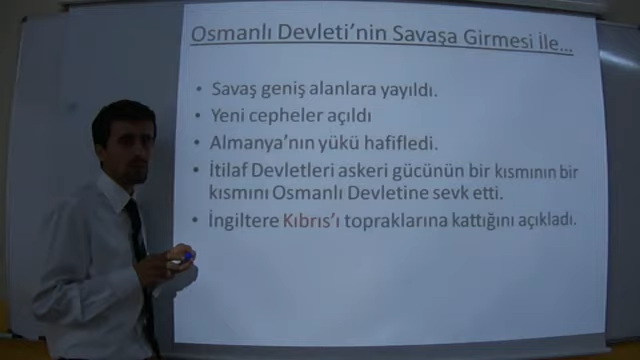 Osmanlı Devleti’nin Savaşa Girmesi İle...
• Savaş geniş alanlara yayıldı.
• Yeni cepheler açıldı
• Almanya’nın yükü hafifledi.
• İtilaf Devletleri askeri gücünün bir kısmının bir
kısmını Osmanlı Devletine sevk etti.
• İngiltere Kıbrıs’ı topraklarına kattığını açıkladı.